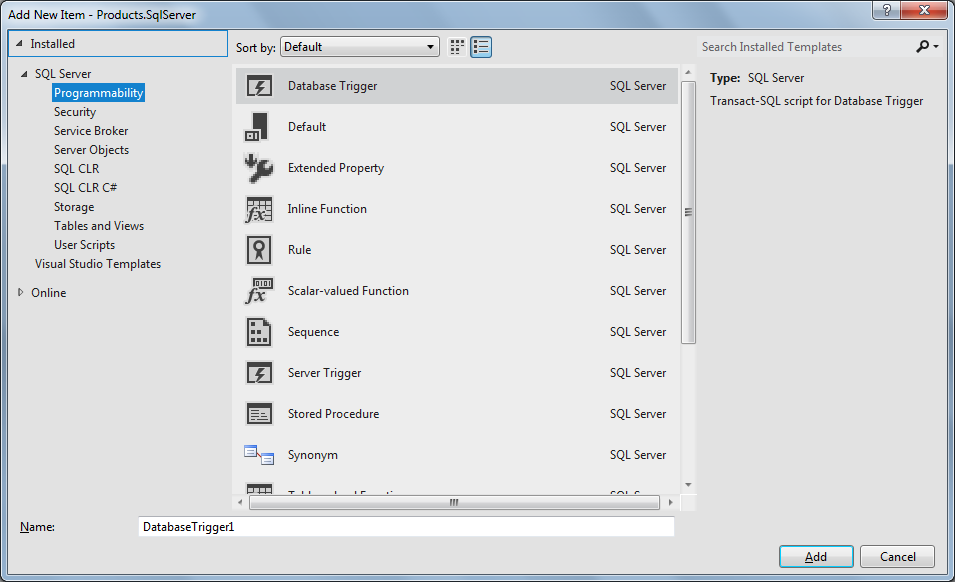 Add New Item - Products.SqlServer
Installed
SQL Server
Programmability
Security
Service Broker
Server Objects
SQL CLR
SQL CLR C#
Storage
Tables and Views
User Scripts
Visual Studio Templates
Online
Sort by: Default
Database Trigger SQL Server
Default SQL Server
Extended Property SQL Server
Inline Function SQL Server
Rule SQL Server
Scalar-valued Function SQL Server
Sequence SQL Server
Server Trigger SQL Server
Stored Procedure SQL Server
Synonym SQL Server
Search Installed Templates
Type: SQL Server
Transact-SQL script for Database Trigger
Name: DatabaseTrigger1
Add Cancel